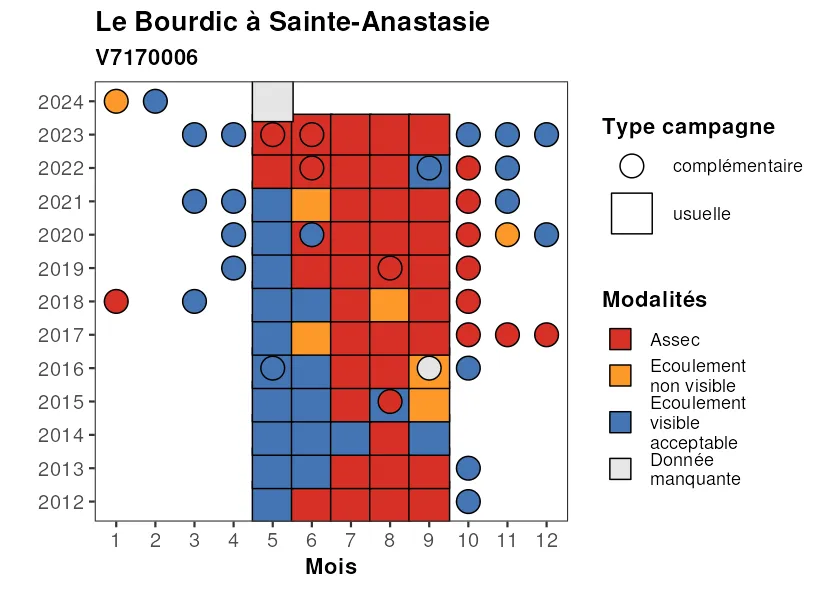 Le Bourdic à Sainte-Anastasie
V7170006
2024
2023
2022
2021
2020
2019
2018
2017
2016
2015
2014
2013
2012
1 2 3 4 5 6 7 8 9 10 11 12
Mois
Type campagne
complémentaire
usuelle
Modalités
Assec
Ecoulement
non visible
Ecoulement
visible
acceptable
Donnée
manquante